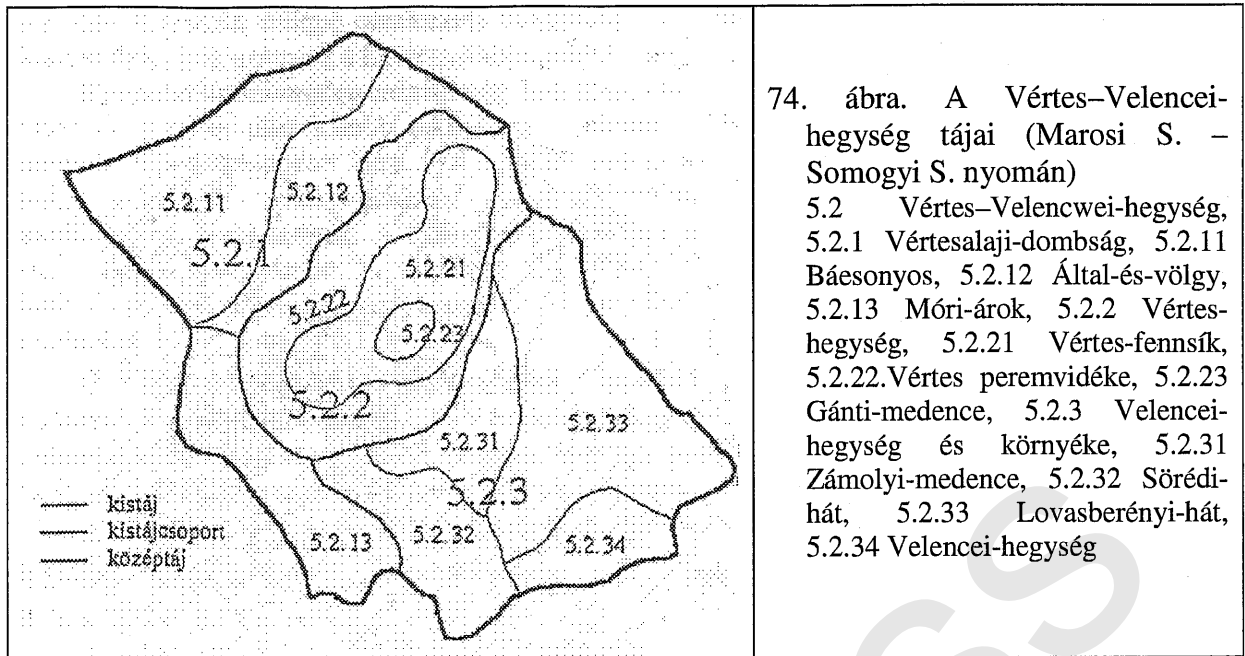 5.2.11
5.2.12
5.2.1
5.2.21
5.2.22
5.2.23
5.2.2
5.2.33
5.2.31
5.2.3
kistáj
kistájcsoport
középtáj
5.2.13
5.2.32
5.2.34
74. ábra. A Vértes–Velencei-
hegység tájai (Marosi S. –
Somogyi S. nyomán)
5.2 Vértes–Velencwei-hegység,
5.2.1 Vértesalaji-dombság, 5.2.11
Báesonyos, 5.2.12 Által-és-völgy,
5.2.13 Móri-árok, 5.2.2 Vértes-
hegység, 5.2.21 Vértes-fennsík,
5.2.22.Vértes peremvidéke, 5.2.23
Gánti-medence, 5.2.3 Velencei-
hegység és környéke, 5.2.31
Zámolyi-medence, 5.2.32 Sörédi-
hát, 5.2.33 Lovasberényi-hát,
5.2.34 Velencei-hegység